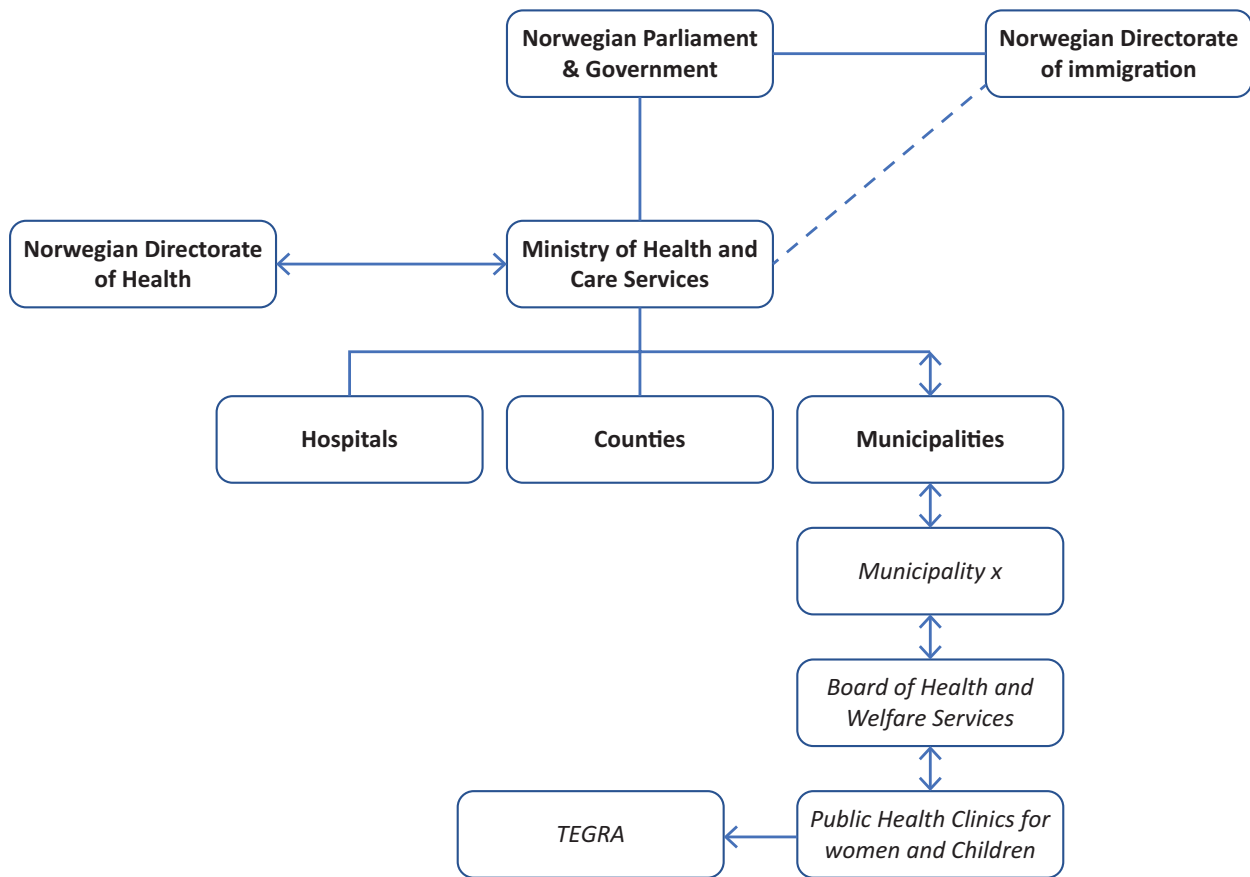 Norwegian Parliament
& Government
Norwegian Directorate
of immigration
Norwegian Directorate
of Health
Ministry of Health and
Care Services
Hospitals
Counties
Municipalities
Municipality x
Board of Health and
Welfare Services
TEGRA
Public Health Clinics for
women and Children